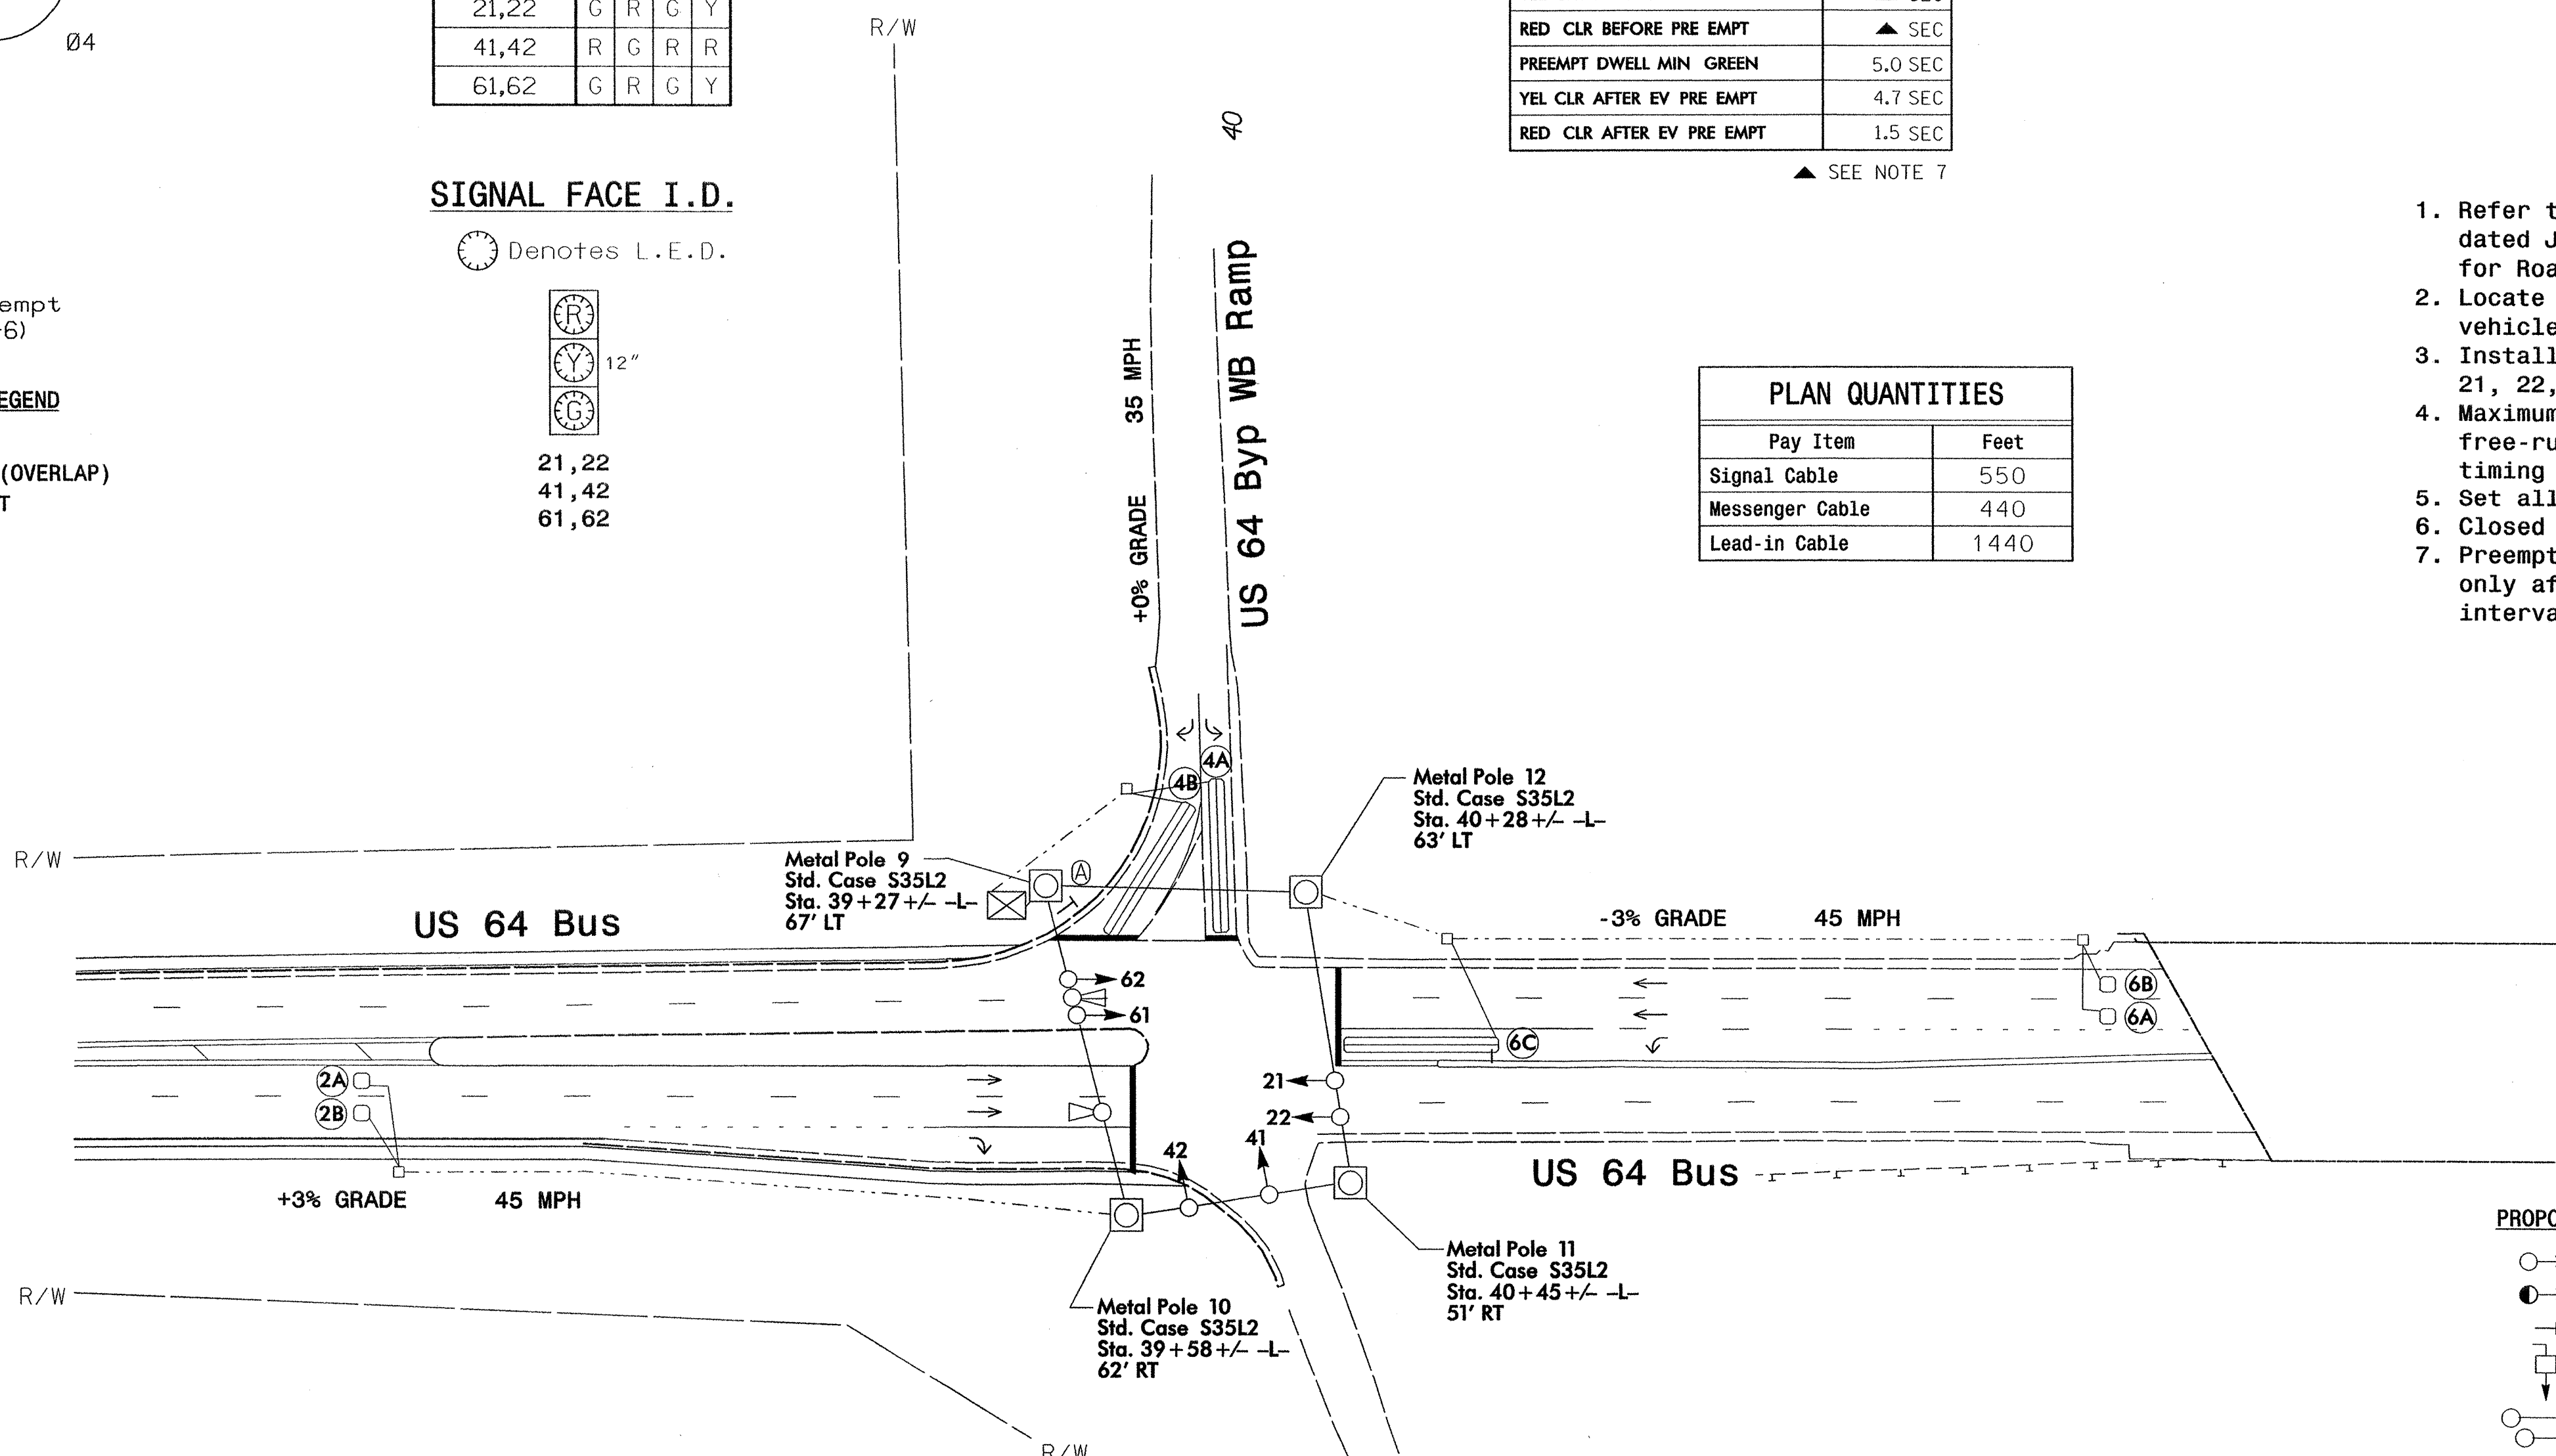 Ø4
21,22 G R G Y
41,42 R G R R
61,62 G R G Y
SIGNAL FACE I.D.
Denotes L.E.D.
R
Y 12"
G
21,22
41,42
61,62
empt
6)
EGEND
(OVERLAP)
T
R/W
40
35 MPH
+0% GRADE
US 64 Byp WB Ramp
SEC
RED CLR BEFORE PRE EMPT ▲ SEC
PREEMPT DWELL MIN GREEN 5.0 SEC
YEL CLR AFTER EV PRE EMPT 4.7 SEC
RED CLR AFTER EV PRE EMPT 1.5 SEC
▲ SEE NOTE 7
PLAN QUANTITIES
Pay Item Feet
Signal Cable 550
Messenger Cable 440
Lead-in Cable 1440
1. Refer t
dated J
for Roa
2. Locate
vehicle
3. Install
21, 22,
4. Maximum
free-ru
timing
5. Set all
6. Closed
7. Preempt
only af
interva
4A
4B
Metal Pole 12
Std. Case S35L2
Sta. 40+28+/- -L-
63' LT
R/W
Metal Pole 9
Std. Case S35L2
Sta. 39+27+/- -L-
67' LT
A
US 64 Bus
-3% GRADE 45 MPH
62
61
6B
6A
6C
2A
2B
21
22
41
42
+3% GRADE 45 MPH
US 64 Bus
R/W
Metal Pole 11
Std. Case S35L2
Sta. 40+45+/- -L-
51' RT
Metal Pole 10
Std. Case S35L2
Sta. 39+58+/- -L-
62' RT
PROPO
R/W